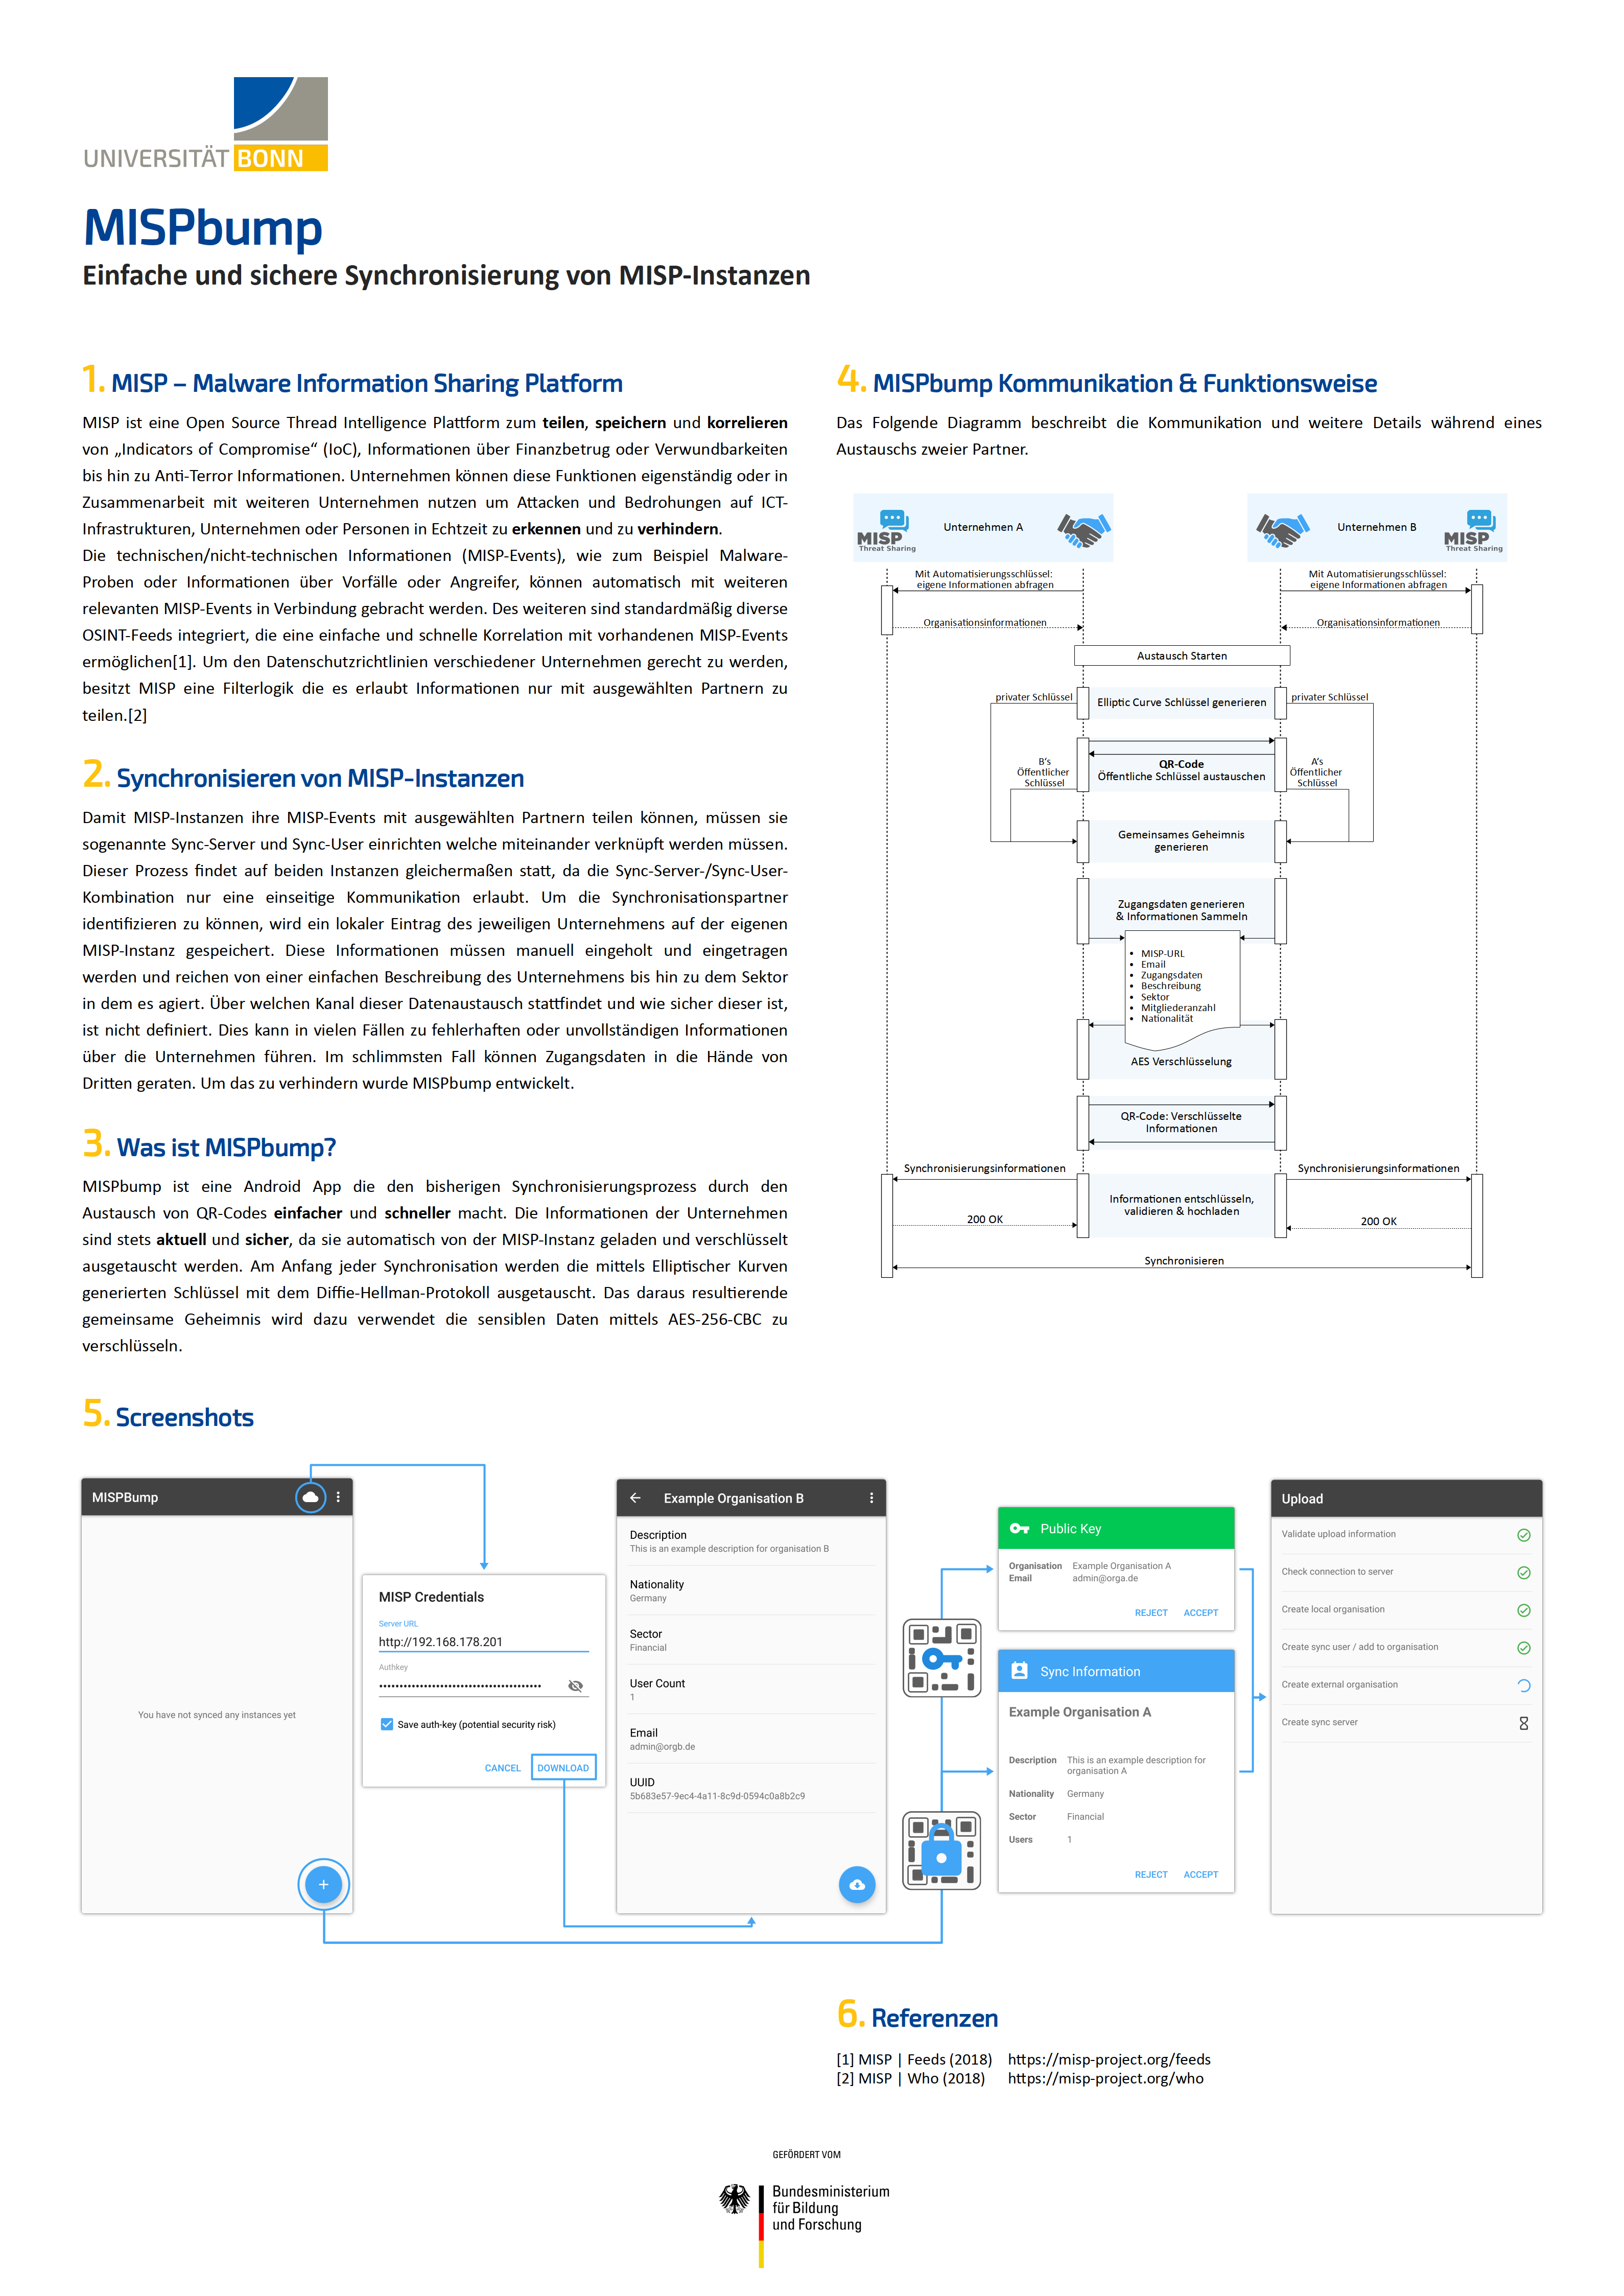 UNIVERSITÄT BONN
MISPbump
Einfache und sichere Synchronisierung von MISP-Instanzen
1. MISP – Malware Information Sharing Platform
MISP ist eine Open Source Thread Intelligence Plattform zum teilen, speichern und korrelieren
von „Indicators of Compromise“ (IoC), Informationen über Finanzbetrug oder Verwundbarkeiten
bis hin zu Anti-Terror Informationen. Unternehmen können diese Funktionen eigenständig oder in
Zusammenarbeit mit weiteren Unternehmen nutzen um Attacken und Bedrohungen auf ICT-
Infrastrukturen, Unternehmen oder Personen in Echtzeit zu erkennen und zu verhindern.
Die technischen/nicht-technischen Informationen (MISP-Events), wie zum Beispiel Malware-
Proben oder Informationen über Vorfälle oder Angreifer, können automatisch mit weiteren
relevanten MISP-Events in Verbindung gebracht werden. Des weiteren sind standardmäßig diverse
OSINT-Feeds integriert, die eine einfache und schnelle Korrelation mit vorhandenen MISP-Events
ermöglichen[1]. Um den Datenschutzrichtlinien verschiedener Unternehmen gerecht zu werden,
besitzt MISP eine Filterlogik die es erlaubt Informationen nur mit ausgewählten Partnern zu
teilen.[2]
2. Synchronisieren von MISP-Instanzen
Damit MISP-Instanzen ihre MISP-Events mit ausgewählten Partnern teilen können, müssen sie
sogenannte Sync-Server und Sync-User einrichten welche miteinander verknüpft werden müssen.
Dieser Prozess findet auf beiden Instanzen gleichermaßen statt, da die Sync-Server-/Sync-User-
Kombination nur eine einseitige Kommunikation erlaubt. Um die Synchronisationspartner
identifizieren zu können, wird ein lokaler Eintrag des jeweiligen Unternehmens auf der eigenen
MISP-Instanz gespeichert. Diese Informationen müssen manuell eingeholt und eingetragen
werden und reichen von einer einfachen Beschreibung des Unternehmens bis hin zu dem Sektor
in dem es agiert. Über welchen Kanal dieser Datenaustausch stattfindet und wie sicher dieser ist,
ist nicht definiert. Dies kann in vielen Fällen zu fehlerhaften oder unvollständigen Informationen
über die Unternehmen führen. Im schlimmsten Fall können Zugangsdaten in die Hände von
Dritten geraten. Um das zu verhindern wurde MISPbump entwickelt.
3. Was ist MISPbump?
MISPbump ist eine Android App die den bisherigen Synchronisierungsprozess durch den
Austausch von QR-Codes einfacher und schneller macht. Die Informationen der Unternehmen
sind stets aktuell und sicher, da sie automatisch von der MISP-Instanz geladen und verschlüsselt
ausgetauscht werden. Am Anfang jeder Synchronisation werden die mittels Elliptischer Kurven
generierten Schlüssel mit dem Diffie-Hellman-Protokoll ausgetauscht. Das daraus resultierende
gemeinsame Geheimnis wird dazu verwendet die sensiblen Daten mittels AES-256-CBC zu
verschlüsseln.
4. MISPbump Kommunikation & Funktionsweise
Das Folgende Diagramm beschreibt die Kommunikation und weitere Details während eines
Austauschs zweier Partner.
MISP
Threat Sharing
Unternehmen A
Unternehmen B
MISP
Threat Sharing
Mit Automatisierungsschlüssel:
eigene Informationen abfragen
Mit Automatisierungsschlüssel:
eigene Informationen abfragen
Organisationsinformationen
Organisationsinformationen
Austausch Starten
privater Schlüssel
Elliptic Curve Schlüssel generieren
privater Schlüssel
B's
Öffentlicher
Schlüssel
QR-Code
Öffentliche Schlüssel austauschen
A's
Öffentlicher
Schlüssel
Gemeinsames Geheimnis
generieren
Zugangsdaten generieren
& Informationen Sammeln
• MISP-URL
• Email
• Zugangsdaten
• Beschreibung
• Sektor
• Mitgliederanzahl
• Nationalität
AES Verschlüsselung
QR-Code: Verschlüsselte
Informationen
Synchronisierungsinformationen
Synchronisierungsinformationen
Informationen entschlüsseln,
validieren & hochladen
200 OK
200 OK
Synchronisieren
5. Screenshots
MISPBump
You have not synced any instances yet
MISP Credentials
Server URL
http://192.168.178.201
Authkey
Save auth-key (potential security risk)
CANCEL DOWNLOAD
Example Organisation B
Description
This is an example description for organisation B
Nationality
Germany
Sector
Financial
User Count
1
Email
admin@orgb.de
UUID
5b683e57-9ec4-4a11-8c9d-0594c0a8b2c9
Public Key
Organisation Example Organisation A
Email admin@orga.de
REJECT ACCEPT
Sync Information
Example Organisation A
Description This is an example description for
organisation A
Nationality Germany
Sector Financial
Users 1
REJECT ACCEPT
Upload
Validate upload information
Check connection to server
Create local organisation
Create sync user / add to organisation
Create external organisation
Create sync server
6. Referenzen
[1] MISP | Feeds (2018) https://misp-project.org/feeds
[2] MISP | Who (2018) https://misp-project.org/who
GEFÖRDERT VOM
Bundesministerium
für Bildung
und Forschung